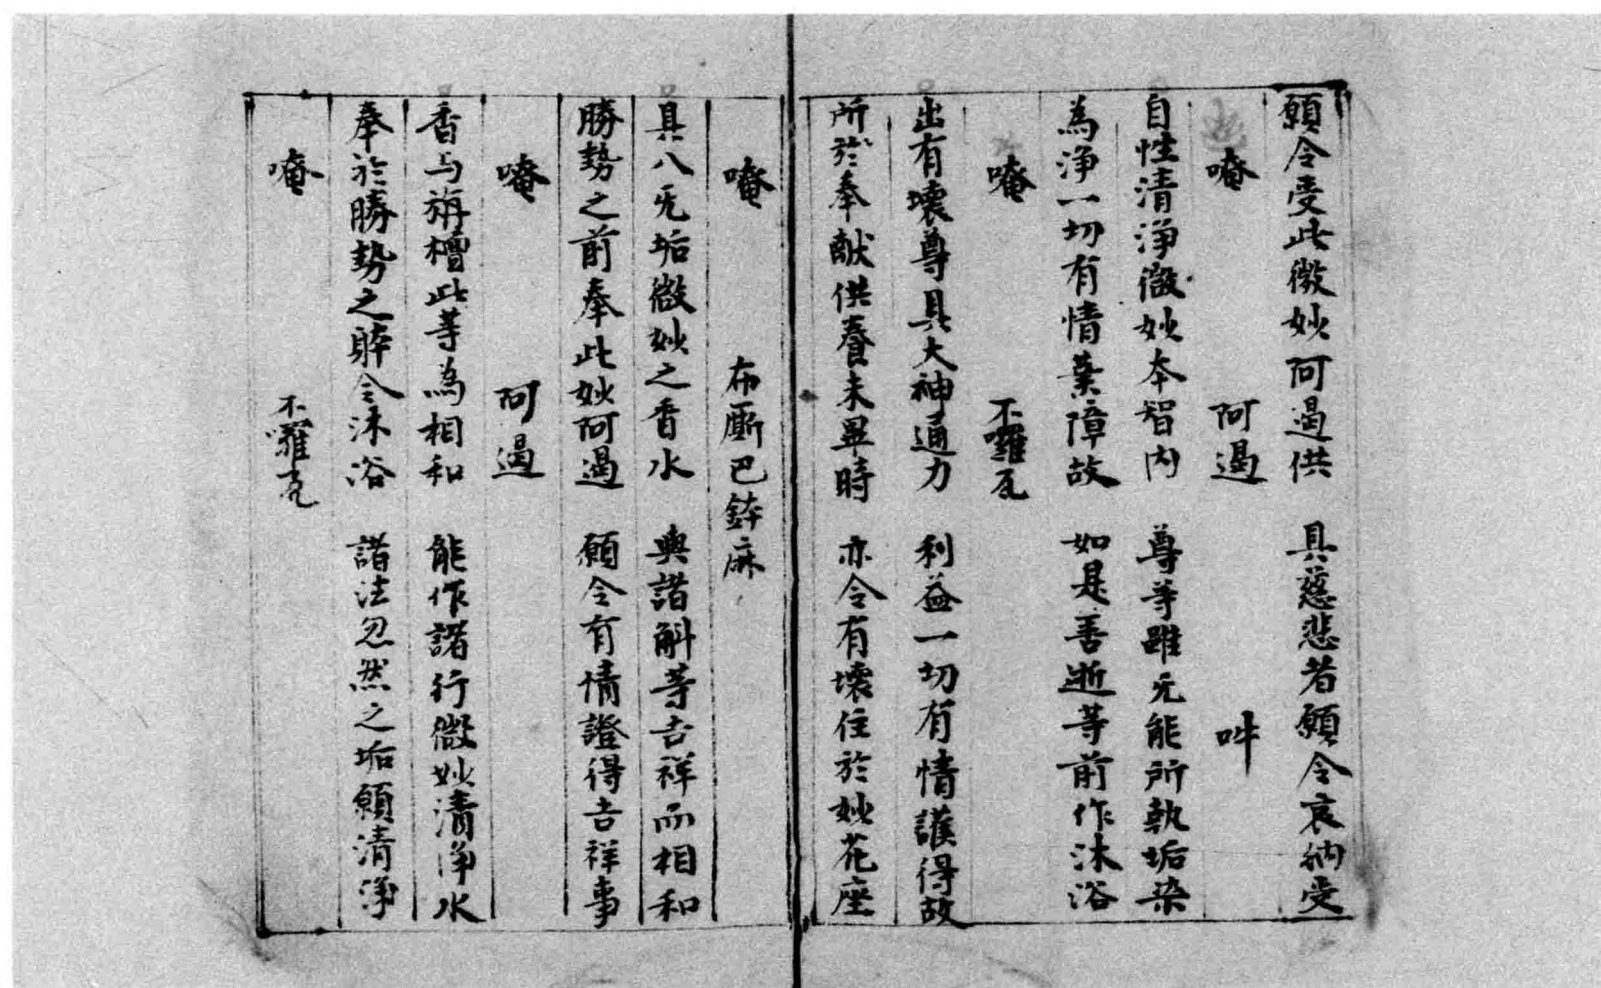 願令受此微妙阿遏供　具慈悲者願令哀納受
唵　阿遏　吽
自性清淨微妙本智內　尊等雖无能所執垢染
為淨一切有情業障故　如是善逝等前作沐浴
唵　不囉瓦
出有壞尊具大神通力　利益一切有情護得故
所於奉献供養未畢時　亦令有壞住於妙花座
唵　布厮巴鉢麻
具八无垢微妙之香水　與諸斛等吉祥而相和
勝勢之前奉此妙阿遏　願令有情證得吉祥事
唵　阿遏
香与旃檀此等為相和　能作諸行微妙清净水
奉於勝勢之令沐浴　諸法忽然之垢願清淨
唵　不囉瓦